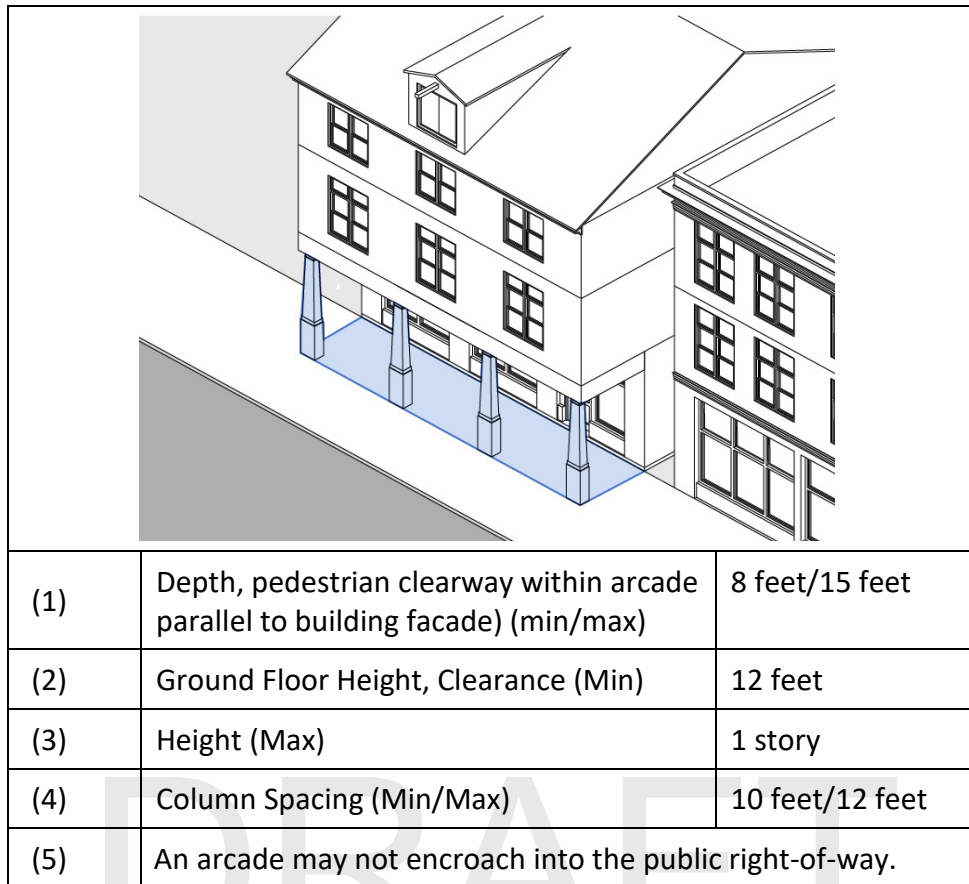 (1)
Depth, pedestrian clearway within arcade
parallel to building facade) (min/max)
8 feet/15 feet
(2)
Ground Floor Height, Clearance (Min)
12 feet
(3)
Height (Max)
1 story
(4)
Column Spacing (Min/Max)
10 feet/12 feet
(5)
An arcade may not encroach into the public right-of-way.
DRAFT